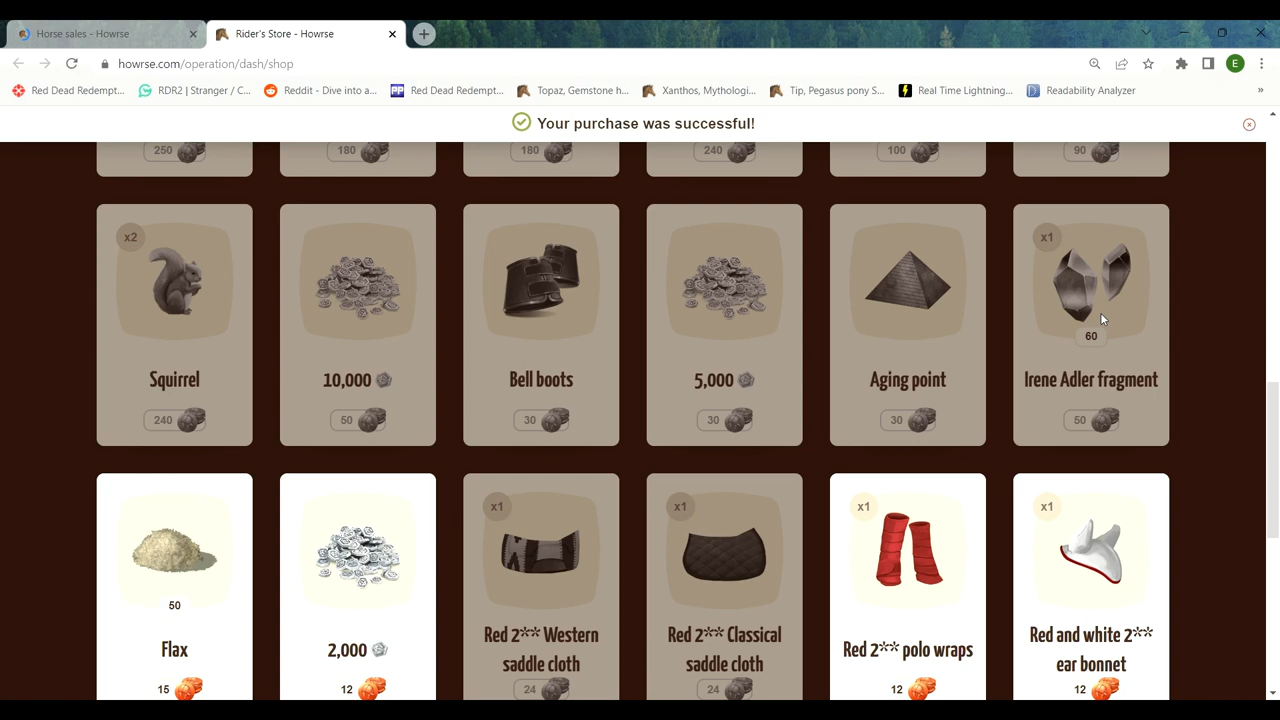 Horse sales - Howrse
Rider's Store - Howrse
howrse.com/operation/dash/shop
E
Red Dead Redempt...
RDR2 | Stranger / C...
Reddit - Dive into a...
Red Dead Redempt...
Topaz, Gemstone h...
Xanthos, Mythologi...
Tip, Pegasus pony S...
Real Time Lightning...
Readability Analyzer
»
Your purchase was successful!
250
180
180
240
100
90
x2
x1
60
Squirrel
10,000
Bell boots
5,000
Aging point
Irene Adler fragment
240
50
30
30
30
50
x1
x1
x1
x1
50
Flax
2,000
Red 2** Western
saddle cloth
Red 2** Classical
saddle cloth
Red 2** polo wraps
Red and white 2**
ear bonnet
15
12
24
24
12
12